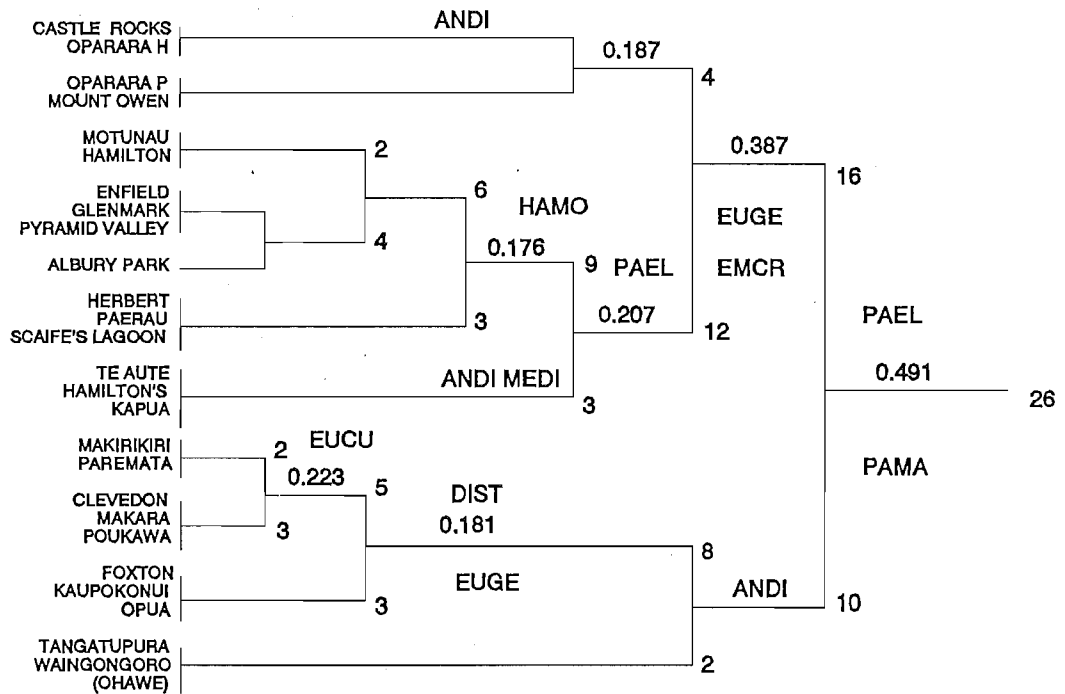 ANDI
CASTLE ROCKS
OPARARA H
0.187
4
OPARARA P
MOUNT OWEN
MOTUNAU
HAMILTON
2
0.387
16
ENFIELD
GLENMARK
PYRAMID VALLEY
6
HAMO
EUGE
4
0.176
ALBURY PARK
9
PAEL
EMCR
HERBERT
PAERAU
SCAIFE'S LAGOON
3
0.207
12
PAEL
TE AUTE
HAMILTON'S
KAPUA
ANDI MEDI
3
0.491
26
MAKIRIKIRI
PAREMATA
2
EUCU
PAMA
0.223
5
DIST
CLEVEDON
MAKARA
POUKAWA
3
0.181
8
FOXTON
KAUPOKONUI
OPUA
3
EUGE
ANDI
10
TANGATUPURA
WAINGONGORO
(OHAWE)
2